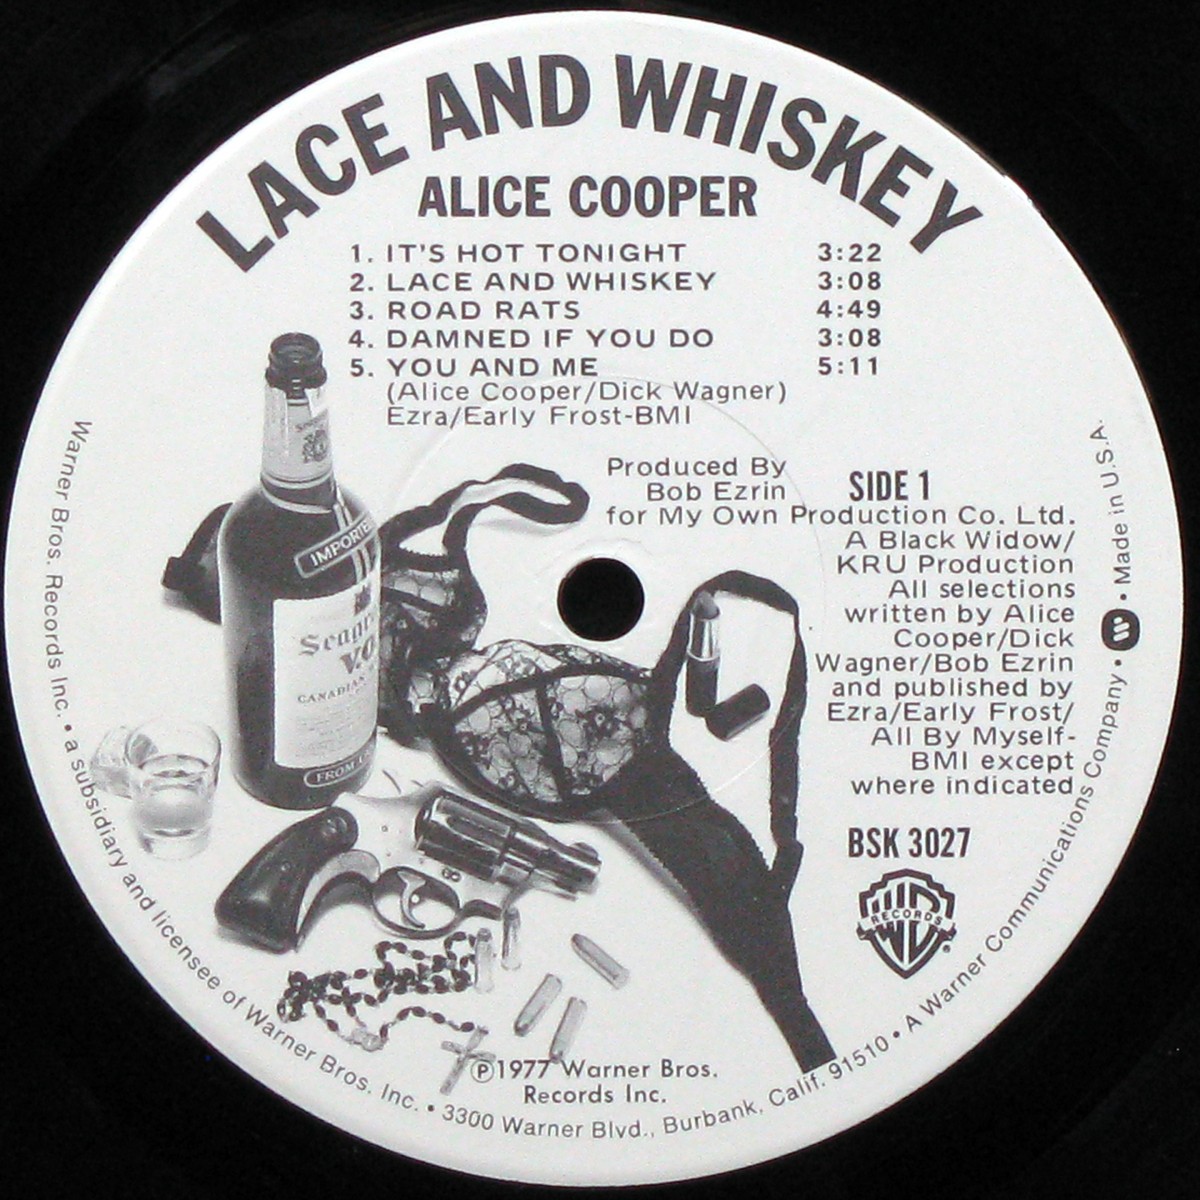 LACE AND WHISKEY
ALICE COOPER
1. IT'S HOT TONIGHT 3:22
2. LACE AND WHISKEY 3:08
3. ROAD RATS 4:49
4. DAMNED IF YOU DO 3:08
5. YOU AND ME 5:11
(Alice Cooper/Dick Wagner)
Ezra/Early Frost-BMI
Produced By
Bob Ezrin
for My Own Production Co. Ltd.
SIDE 1
A Black Widow/
KRU Production
All selections
written by Alice
Cooper/Dick
Wagner/Bob Ezrin
and published by
Ezra/Early Frost/
All By Myself-
BMI except
where indicated
BSK 3027
RECORDS
IMPORTED
Seagr
V.O.
CANADIAN
FROM
Ⓟ1977 Warner Bros.
Records Inc.
Warner Bros. Records Inc. • a subsidiary and licensee of Warner Bros. Inc. • 3300 Warner Blvd., Burbank, Calif. 91510 • A Warner Communications Company • Made in U.S.A.